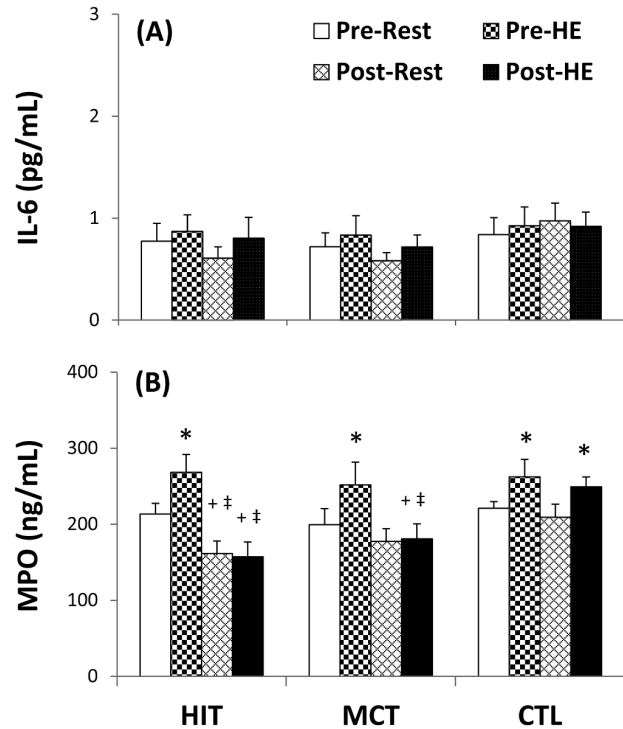 (A)
Pre-Rest Pre-HE
Post-Rest Post-HE
IL-6 (pg/mL)
3
2
1
0
(B)
MPO (ng/mL)
400
300
200
100
0
* * * *
+ ‡ + ‡ + ‡
HIT MCT CTL